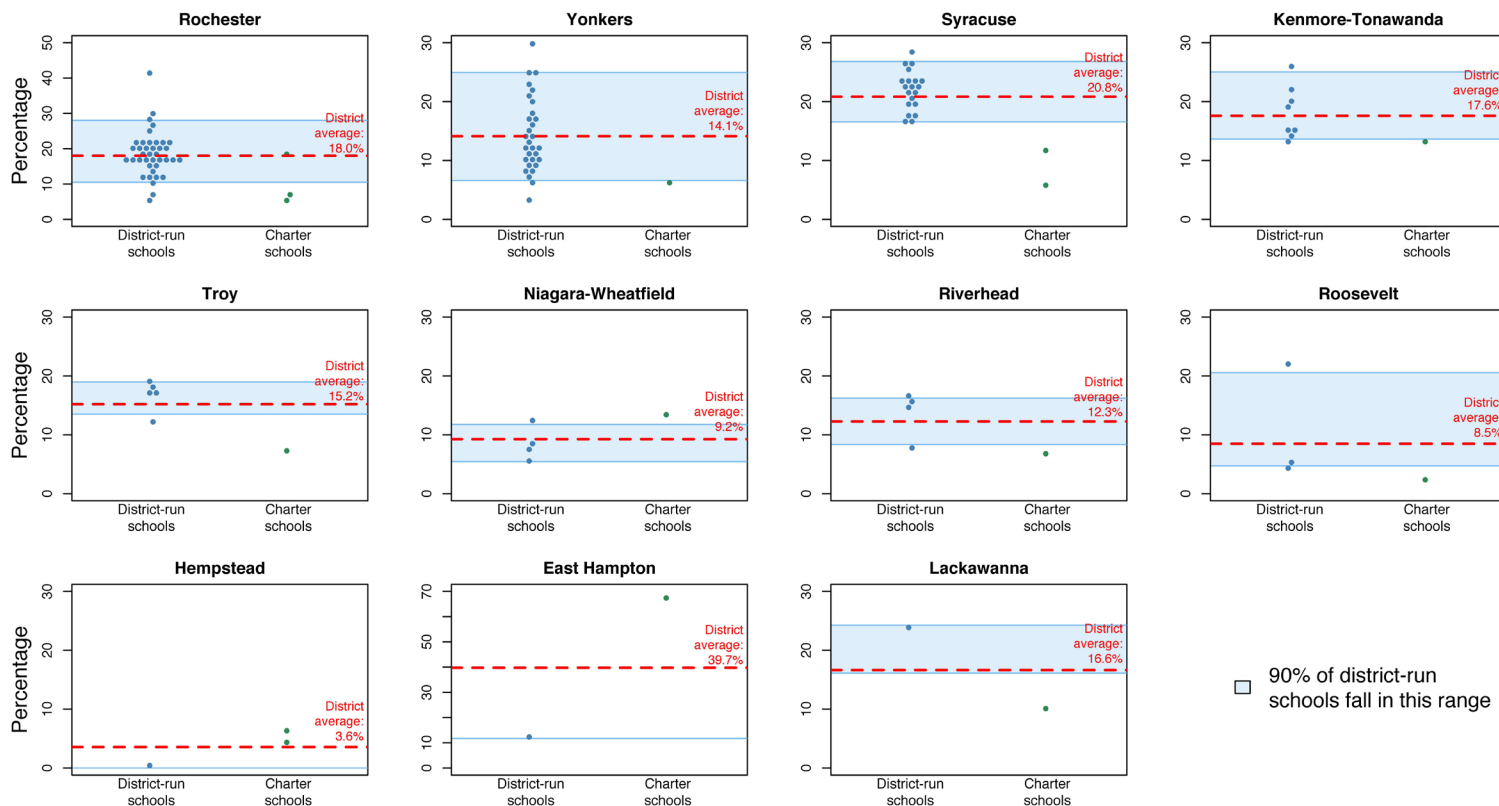 Rochester
Percentage
50
40
30
20
10
0
District
average:
18.0%
District-run
schools
Charter
schools
Yonkers
30
20
10
0
District
average:
14.1%
District-run
schools
Charter
schools
Syracuse
30
20
10
0
District
average:
20.8%
District-run
schools
Charter
schools
Kenmore-Tonawanda
30
20
10
0
District
average:
17.6%
District-run
schools
Charter
schools
Troy
Percentage
30
20
10
0
District
average:
15.2%
District-run
schools
Charter
schools
Niagara-Wheatfield
30
20
10
0
District
average:
9.2%
District-run
schools
Charter
schools
Riverhead
30
20
10
0
District
average:
12.3%
District-run
schools
Charter
schools
Roosevelt
30
20
10
0
District
average:
8.5%
District-run
schools
Charter
schools
Hempstead
Percentage
30
20
10
0
District
average:
3.6%
District-run
schools
Charter
schools
East Hampton
70
50
30
10
0
District
average:
39.7%
District-run
schools
Charter
schools
Lackawanna
30
20
10
0
District
average:
16.6%
District-run
schools
Charter
schools
90% of district-run
schools fall in this range